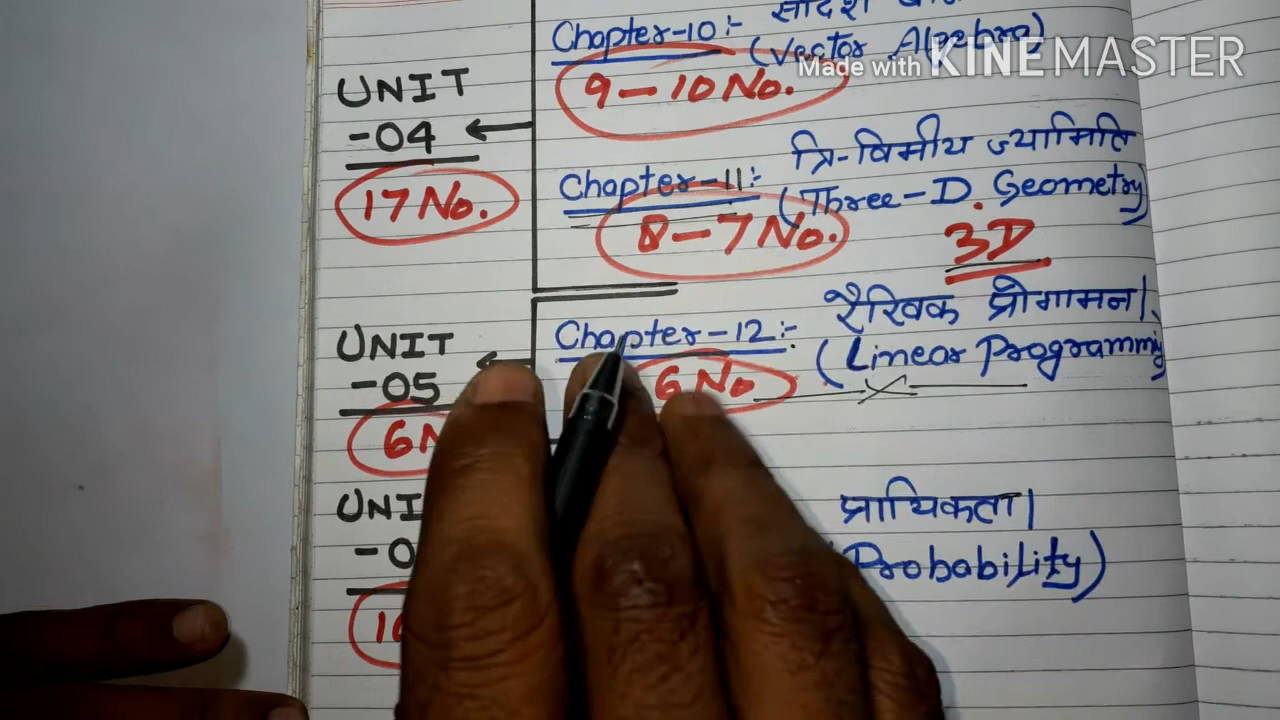 Chapter-10:- सदिश
(Vector Algebra)
Made with KINEMASTER
9-10 No.
UNIT
-04
17 No.
Chapter-11:- त्रि-विमीय ज्यामिति
(Three-D. Geometry)
8-7 No.
3D
Chapter-12:- रैखिक प्रोगामन।
(Linear Programming)
6 No
UNIT
-05
प्रायिकता।
Probability)